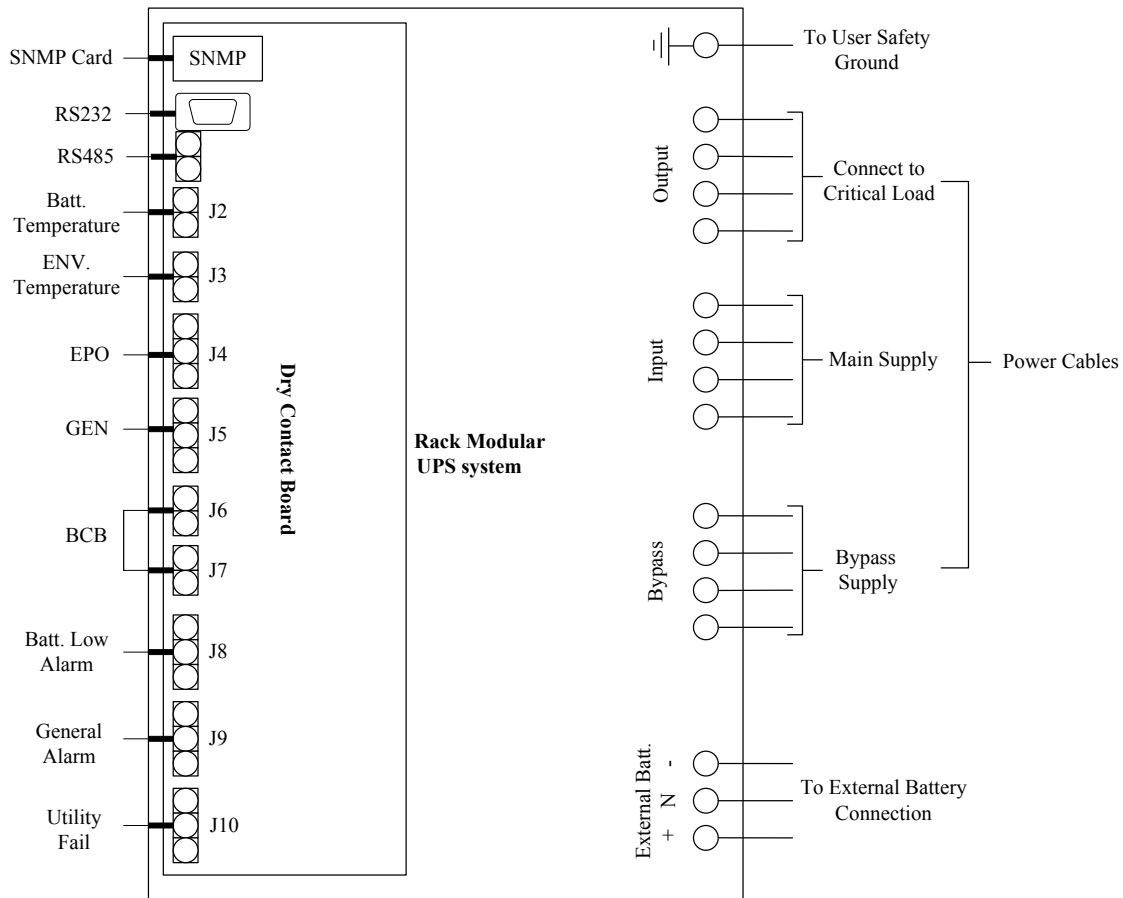 SNMP Card
SNMP
RS232
RS485
Batt.
Temperature
J2
ENV.
Temperature
J3
EPO
J4
GEN
J5
BCB
J6
J7
Batt. Low
Alarm
J8
General
Alarm
J9
Utility
Fail
J10
Dry Contact Board
Rack Modular
UPS system
To User Safety
Ground
Output
Connect to
Critical Load
Input
Main Supply
Power Cables
Bypass
Bypass
Supply
External Batt.
-
N
+
To External Battery
Connection